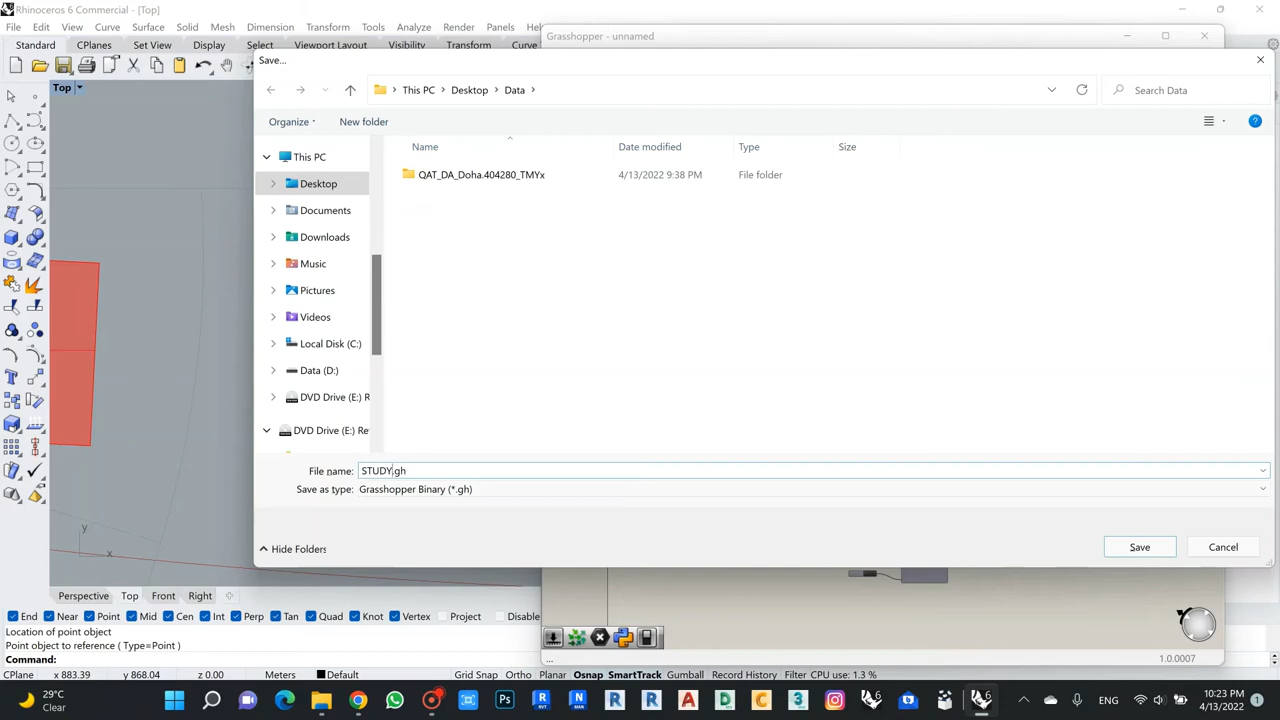 Rhinoceros 6 Commercial - [Top]
File Edit View Curve Surface Solid Mesh Dimension Transform Tools Analyze Render Panels Help
Standard CPlanes Set View Display Select Viewport Layout Visibility Transform Curve
Grasshopper - unnamed
Save...
Top
This PC Desktop Data
Search Data
Organize New folder
Name Date modified Type Size
This PC
QAT_DA_Doha.404280_TMYx 4/13/2022 9:38 PM File folder
Desktop
Documents
Downloads
Music
Pictures
Videos
Local Disk (C:)
Data (D:)
DVD Drive (E:) R
DVD Drive (E:) Re
File name: STUDY.gh
Save as type: Grasshopper Binary (*.gh)
Hide Folders
Save Cancel
y
x
Perspective Top Front Right
End Near Point Mid Cen Int Perp Tan Quad Knot Vertex Project Disable
Location of point object
Point object to reference ( Type=Point )
Command:
...
1.0.0007
CPlane x 883.39 y 868.04 z 0.00 Meters Default Grid Snap Ortho Planar Osnap SmartTrack Gumball Record History Filter CPU use: 1.3 %
29°C
Clear
10:23 PM
4/13/2022